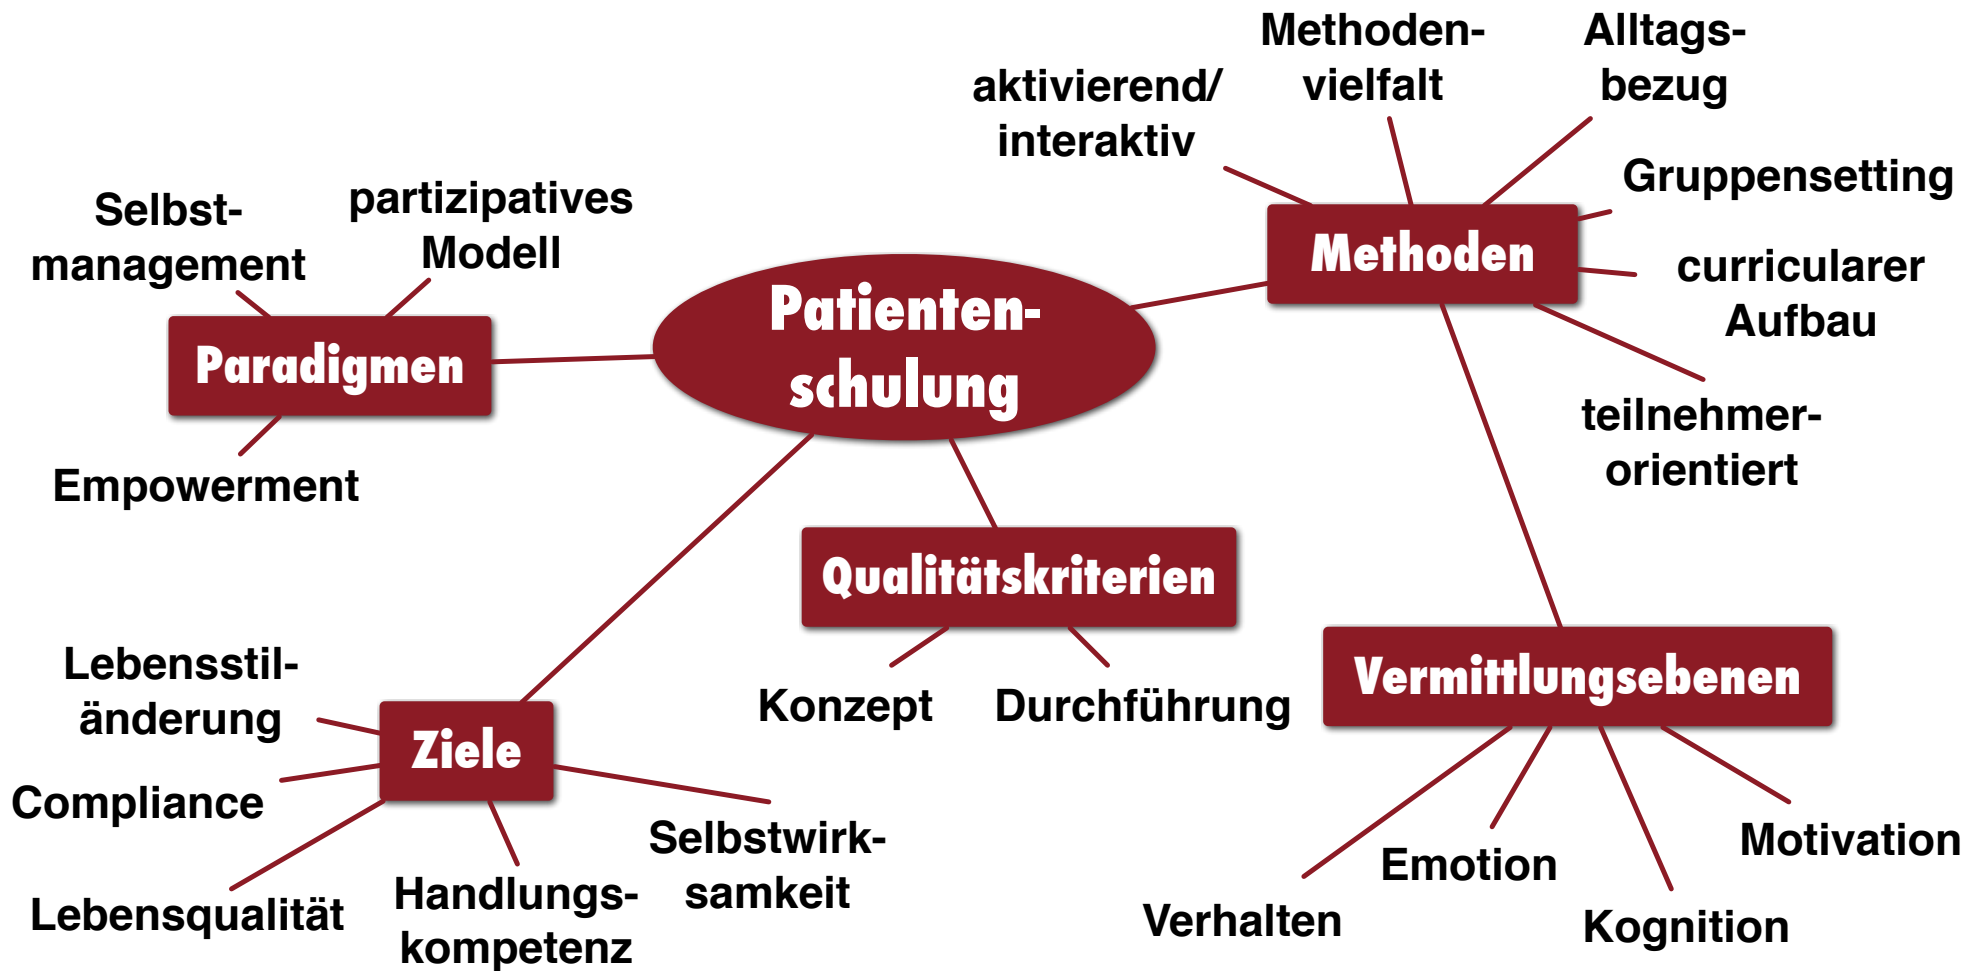 Patienten-
schulung
Paradigmen
Selbst-
management
partizipatives
Modell
Empowerment
Methoden
aktivierend/
interaktiv
Methoden-
vielfalt
Alltags-
bezug
Gruppensetting
curricularer
Aufbau
teilnehmer-
orientiert
Qualitätskriterien
Konzept
Durchführung
Ziele
Lebensstil-
änderung
Compliance
Lebensqualität
Handlungs-
kompetenz
Selbstwirk-
samkeit
Vermittlungsebenen
Verhalten
Emotion
Kognition
Motivation